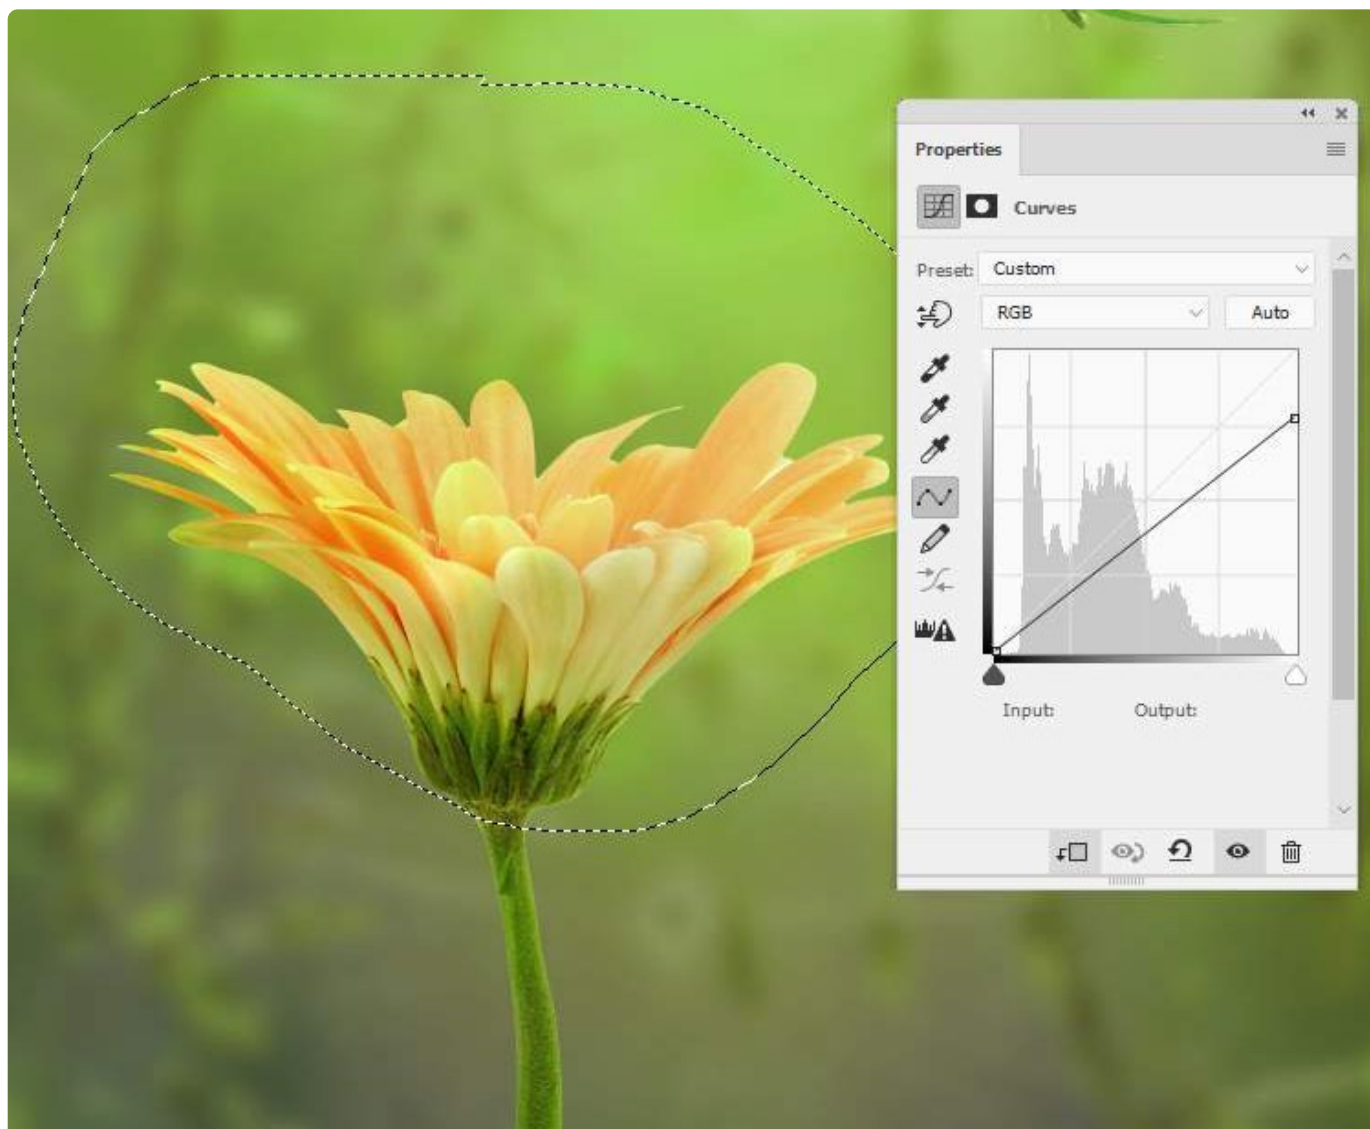 Properties
Curves
Preset: Custom
RGB
Auto
Input:
Output: